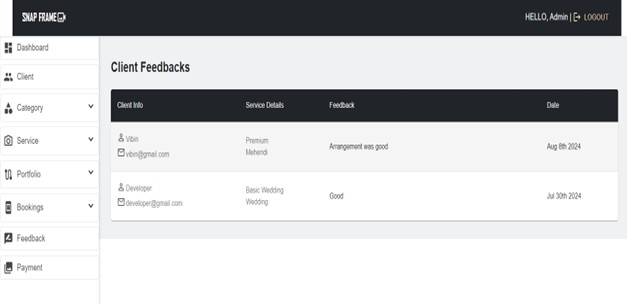 SNAP FRAME
HELLO, Admin | LOGOUT
Dashboard
Client
Category
Service
Portfolio
Bookings
Feedback
Payment
Client Feedbacks
Client Info Service Details Feedback Date
Vibin
vibin@gmail.com
Premium
Mehendi
Arrangement was good
Aug 8th 2024
Developer
developer@gmail.com
Basic Wedding
Wedding
Good
Jul 30th 2024